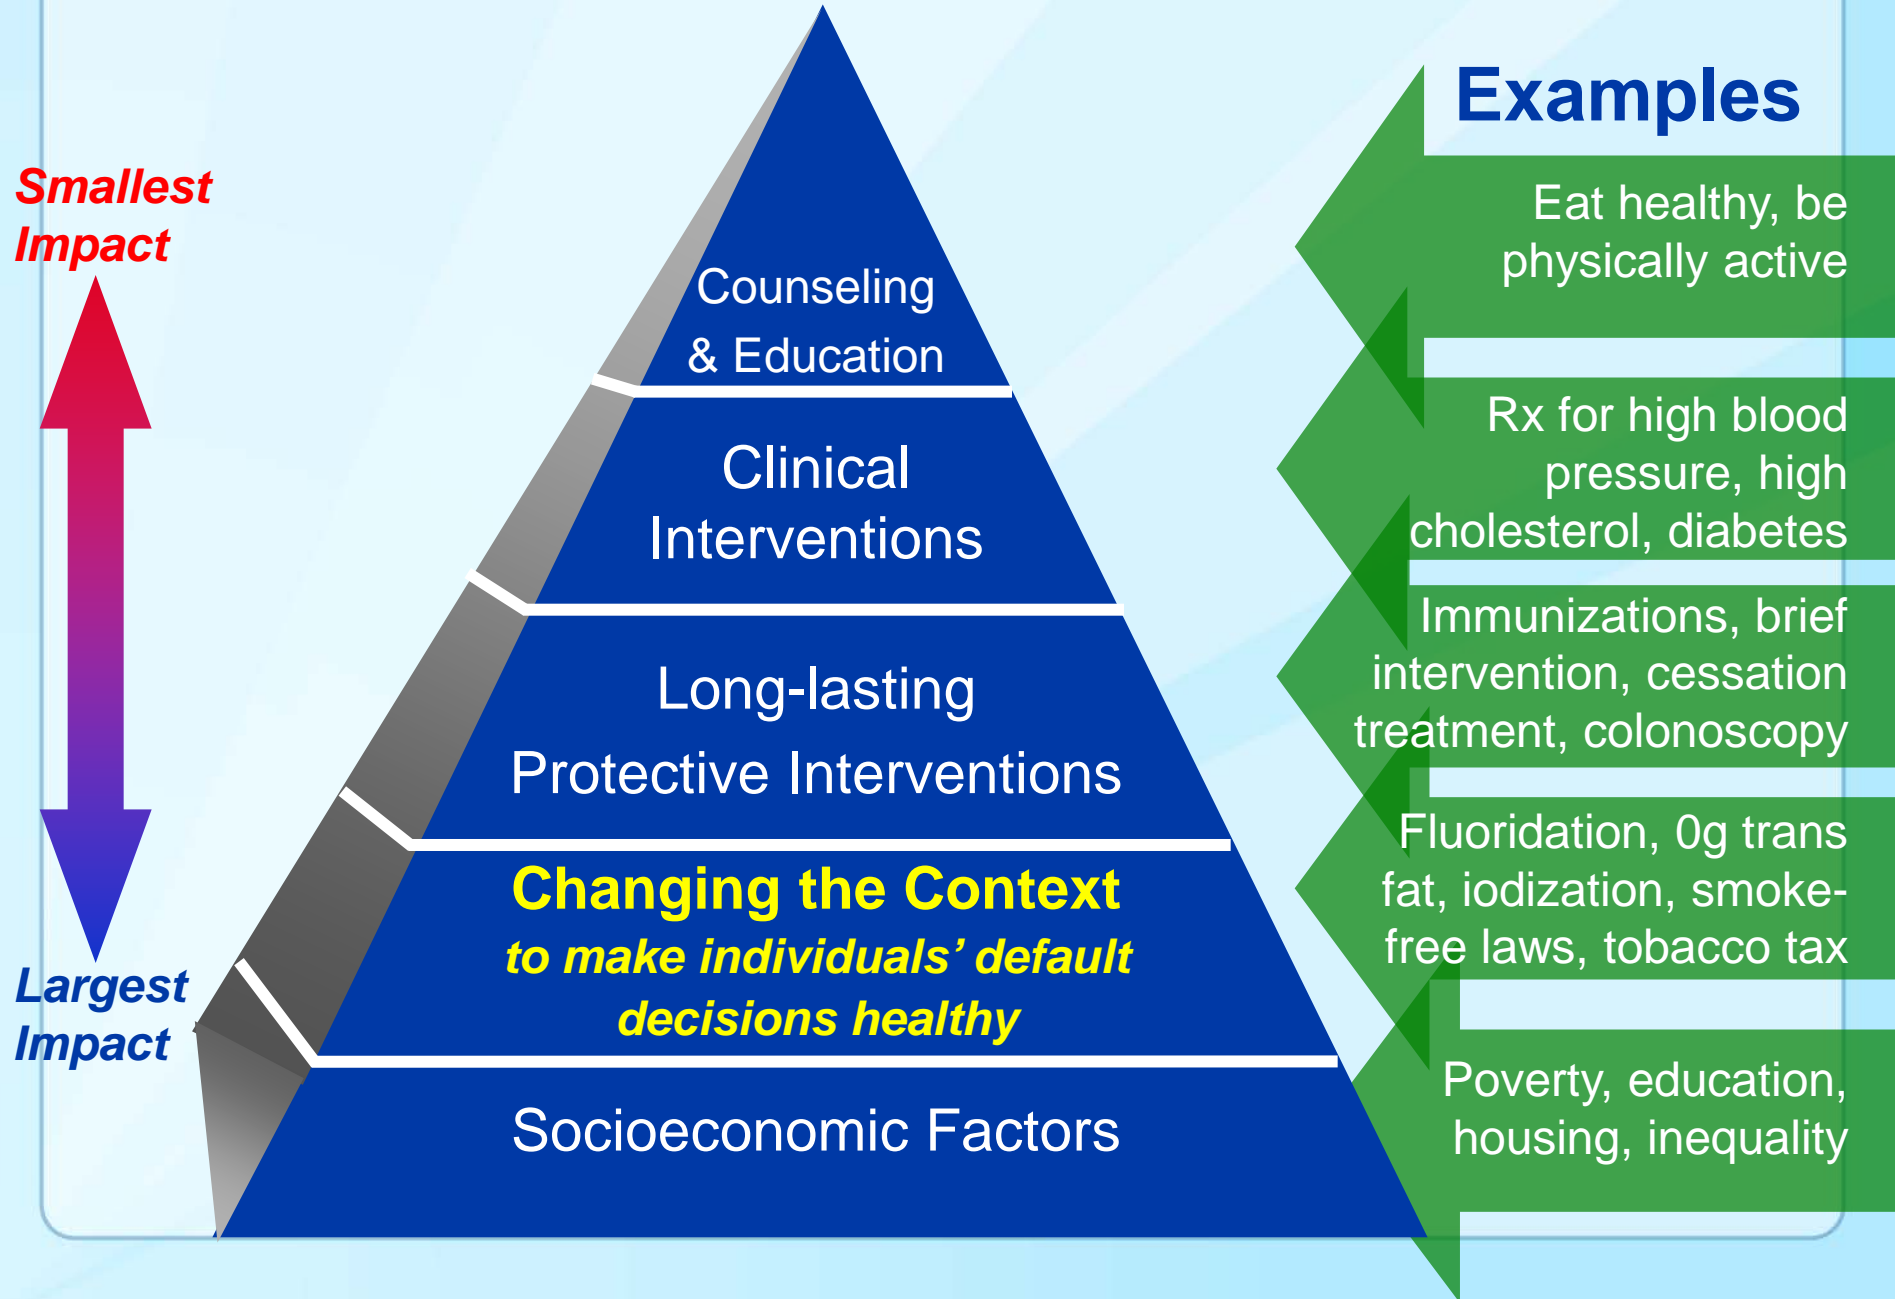 Examples
Smallest
Impact
Largest
Impact
Counseling
& Education
Clinical
Interventions
Long-lasting
Protective Interventions
Changing the Context
to make individuals’ default
decisions healthy
Socioeconomic Factors
Eat healthy, be
physically active
Rx for high blood
pressure, high
cholesterol, diabetes
Immunizations, brief
intervention, cessation
treatment, colonoscopy
Fluoridation, 0g trans
fat, iodization, smoke-
free laws, tobacco tax
Poverty, education,
housing, inequality